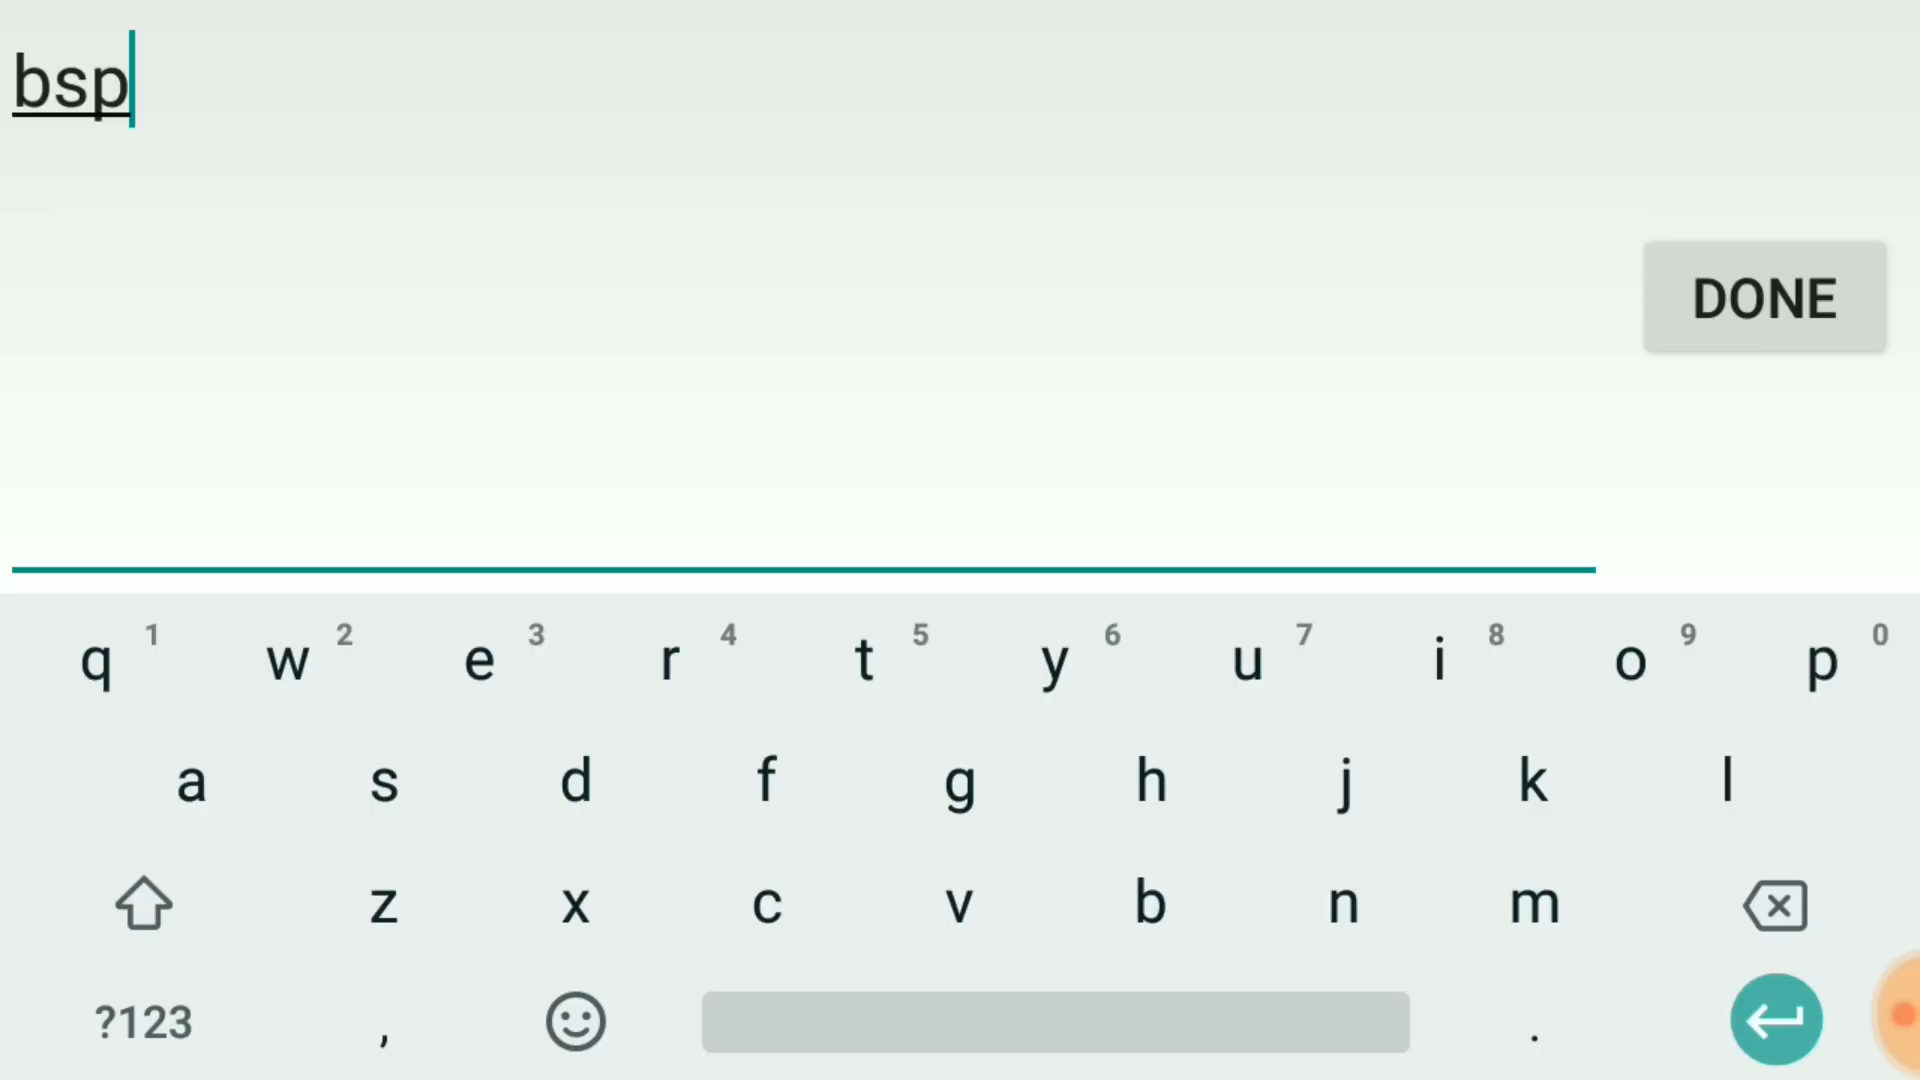 bsp
DONE
q 1 w 2 e 3 r 4 t 5 y 6 u 7 i 8 o 9 p 0
a s d f g h j k l
z x c v b n m
?123 , .